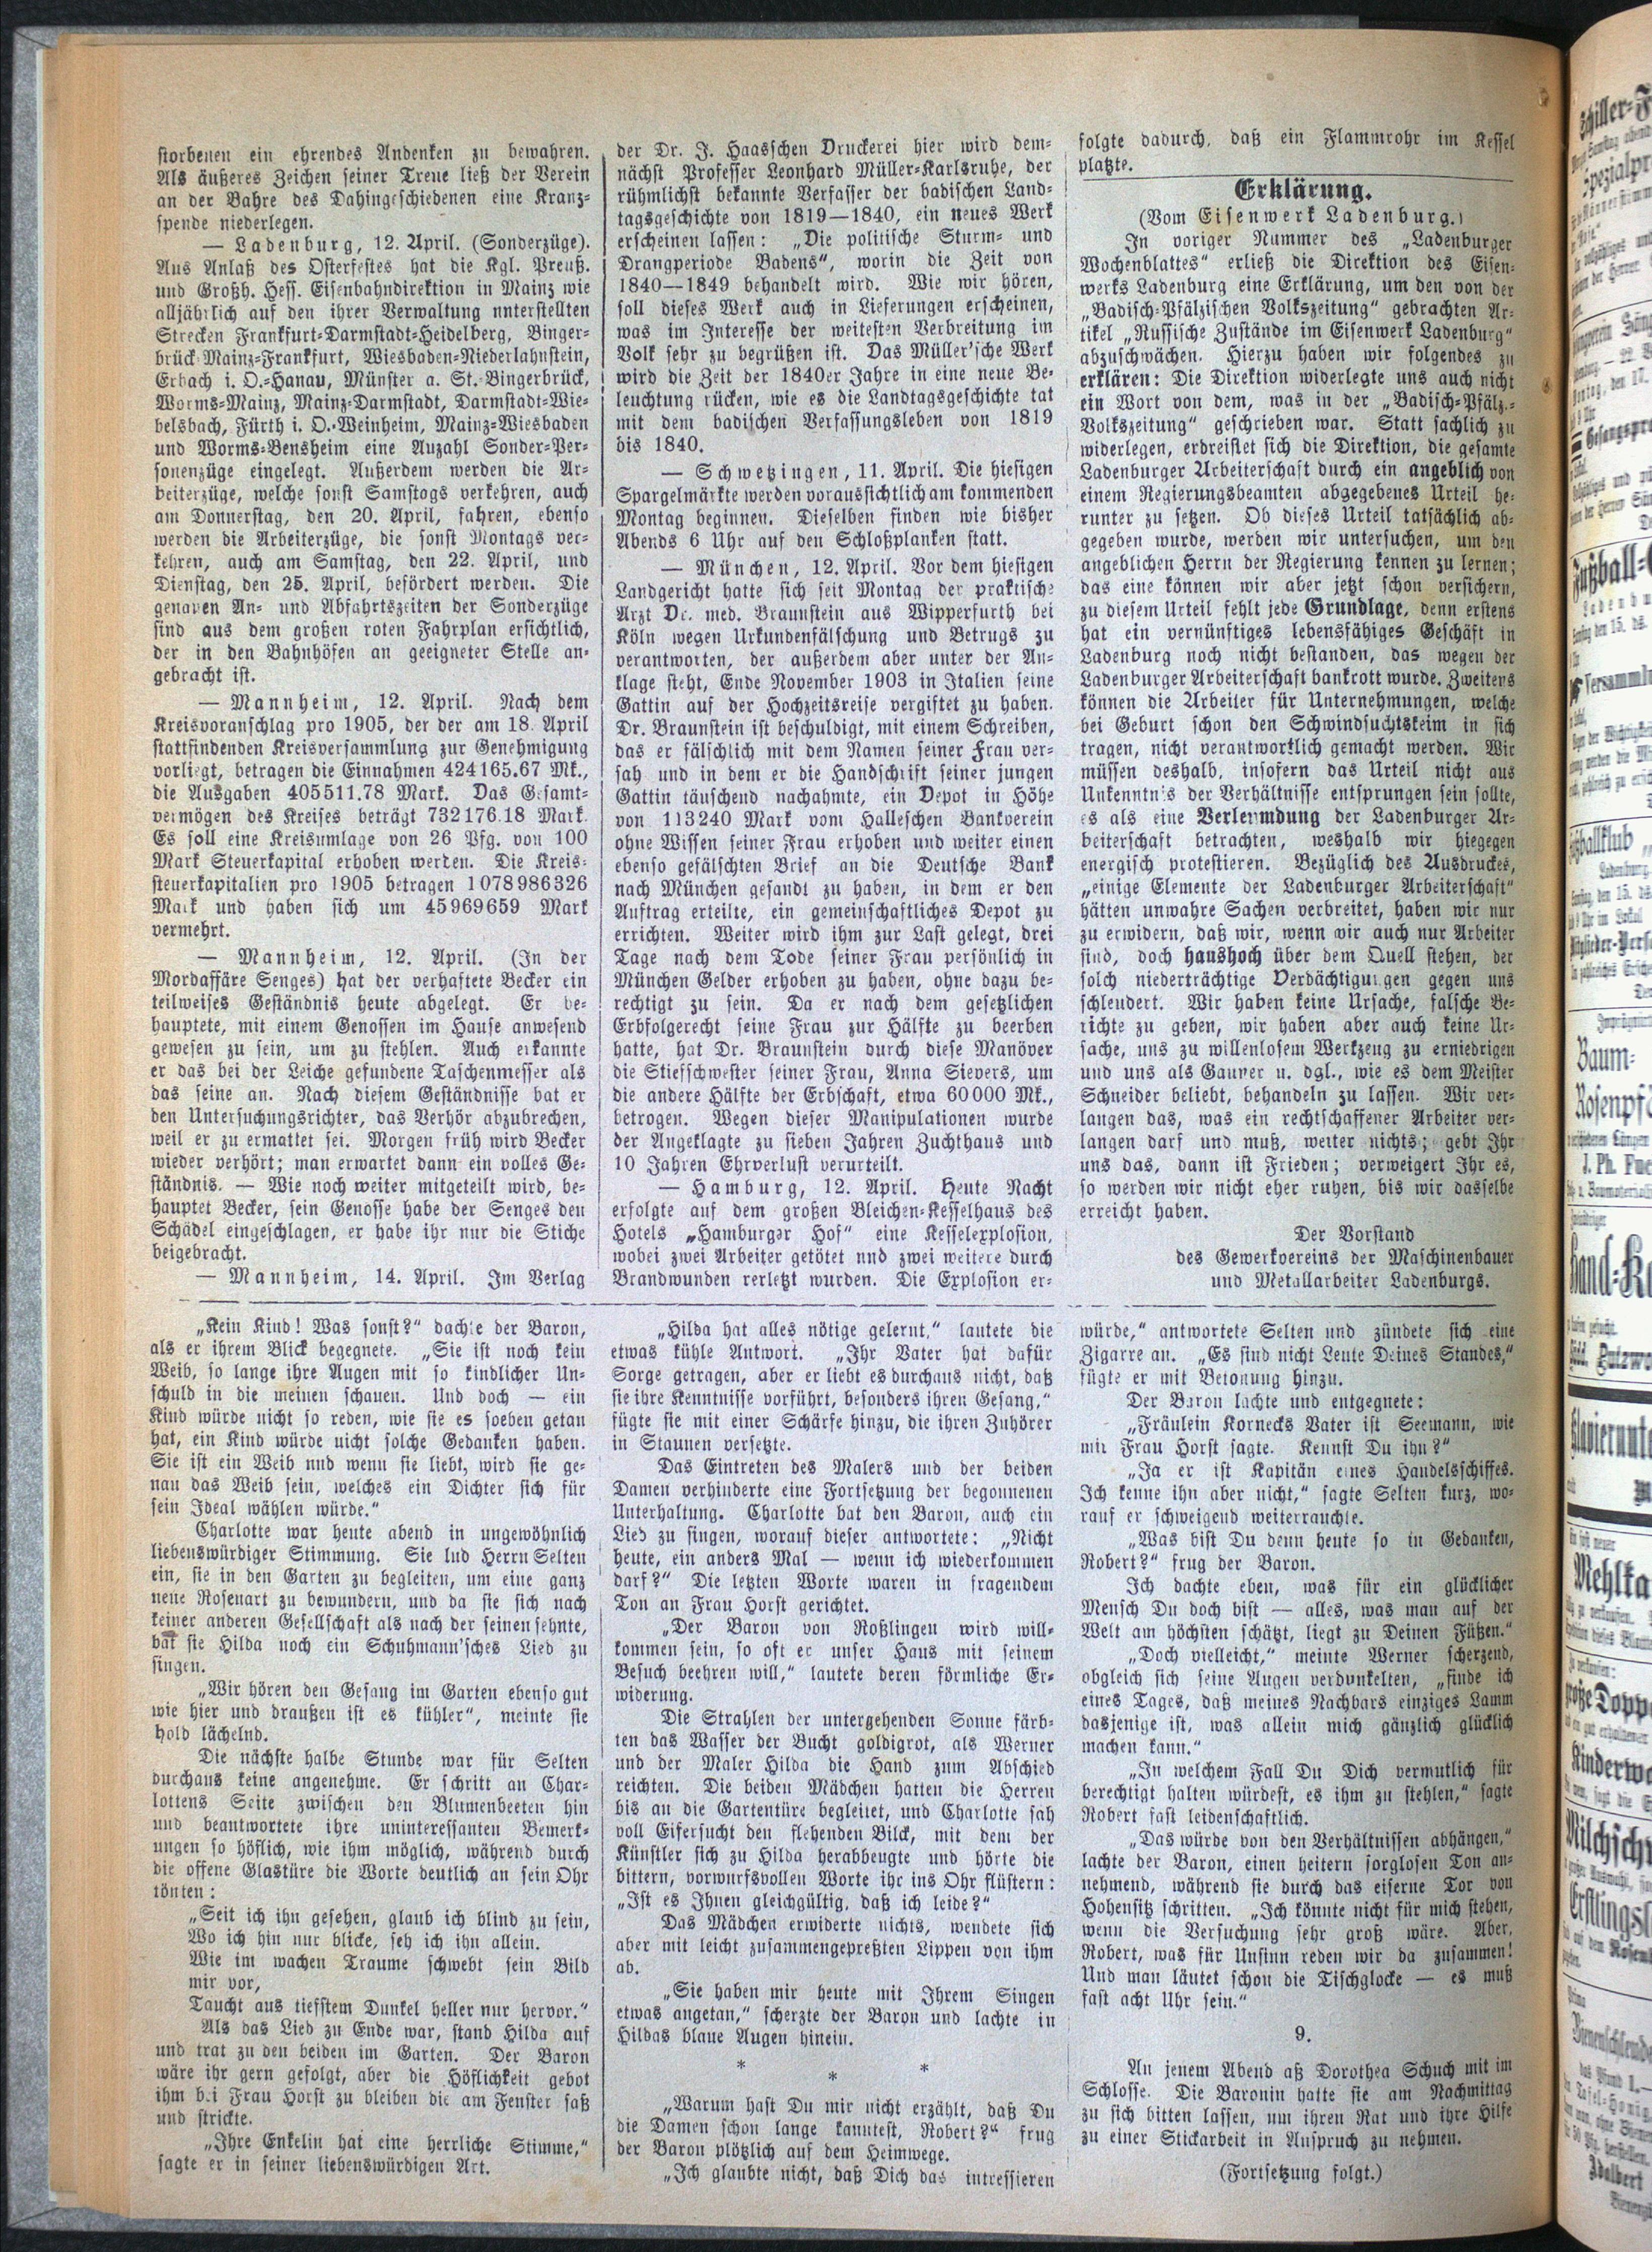 storbenen ein ehrendes Andenken zu bewahren.
Als äußeres Zeichen seiner Treue ließ der Verein
an der Bahre des Dahingeschiedenen eine Kranz-
spende niederlegen.
— Ladenburg, 12. April. (Sonderzüge).
Aus Anlaß des Osterfestes hat die Kgl. Preuß.
und Großh. Hess. Eisenbahndirektion in Mainz wie
alljährlich auf den ihrer Verwaltung nnterstellten
Strecken Frankfurt-Darmstadt-Heidelberg, Binger-
brück-Mainz-Frankfurt, Wiesbaden-Niederlahnstein,
Erbach i. O.-Hanau, Münster a. St.-Bingerbrück,
Worms-Mainz, Mainz-Darmstadt, Darmstadt-Wie-
belsbach, Fürth i. O.-Weinheim, Mainz-Wiesbaden
und Worms-Bensheim eine Anzahl Sonder-Per-
sonenzüge eingelegt. Außerdem werden die Ar-
beiterzüge, welche sonst Samstags verkehren, auch
am Donnerstag, den 20. April, fahren, ebenso
werden die Arbeiterzüge, die sonst Montags ver-
kehren, auch am Samstag, den 22. April, und
Dienstag, den 25. April, befördert werden. Die
genauen An- und Abfahrtszeiten der Sonderzüge
sind aus dem großen roten Fahrplan ersichtlich,
der in den Bahnhöfen an geeigneter Stelle an-
gebracht ist.
— Mannheim, 12. April. Nach dem
Kreisvoranschlag pro 1905, der der am 18. April
stattfindenden Kreisversammlung zur Genehmigung
vorliegt, betragen die Einnahmen 424165.67 Mk.,
die Ausgaben 405511.78 Mark. Das Gesamt-
vermögen des Kreises beträgt 732176.18 Mark.
Es soll eine Kreisumlage von 26 Pfg. von 100
Mark Steuerkapital erhoben werden. Die Kreis-
steuerkapitalien pro 1905 betragen 1078986326
Mark und haben sich um 45969659 Mark
vermehrt.
— Mannheim, 12. April. (In der
Mordaffäre Senges) hat der verhaftete Becker ein
teilweises Geständnis heute abgelegt. Er be-
hauptete, mit einem Genossen im Hause anwesend
gewesen zu sein, um zu stehlen. Auch erkannte
er das bei der Leiche gefundene Taschenmesser als
das seine an. Nach diesem Geständnisse bat er
den Untersuchungsrichter, das Verhör abzubrechen,
weil er zu ermattet sei. Morgen früh wird Becker
wieder verhört; man erwartet dann ein volles Ge-
ständnis. — Wie noch weiter mitgeteilt wird, be-
hauptet Becker, sein Genosse habe der Senges den
Schädel eingeschlagen, er habe ihr nur die Stiche
beigebracht.
— Mannheim, 14. April. Im Verlag
der Dr. J. Haasschen Druckerei hier wird dem-
nächst Professer Leonhard Müller-Karlsruhe, der
rühmlichst bekannte Verfasser der badischen Land-
tagsgeschichte von 1819—1840, ein neues Werk
erscheinen lassen: „Die politische Sturm- und
Drangperiode Badens“, worin die Zeit von
1840—1849 behandelt wird. Wie wir hören,
soll dieses Werk auch in Lieferungen erscheinen,
was im Interesse der weitesten Verbreitung im
Volk sehr zu begrüßen ist. Das Müller'sche Werk
wird die Zeit der 1840er Jahre in eine neue Be-
leuchtung rücken, wie es die Landtagsgeschichte tat
mit dem badischen Verfassungsleben von 1819
bis 1840.
— Schwetzingen, 11. April. Die hiesigen
Spargelmärkte werden voraussichtlich am kommenden
Montag beginnen. Dieselben finden wie bisher
Abends 6 Uhr auf den Schloßplanken statt.
— München, 12. April. Vor dem hiesigen
Landgericht hatte sich seit Montag der praktische
Arzt Dr. med. Braunstein aus Wipperfurth bei
Köln wegen Urkundenfälschung und Betrugs zu
verantworten, der außerdem aber unter der An-
klage steht, Ende November 1903 in Italien seine
Gattin auf der Hochzeitsreise vergiftet zu haben.
Dr. Braunstein ist beschuldigt, mit einem Schreiben,
das er fälschlich mit dem Namen seiner Frau ver-
sah und in dem er die Handschrift seiner jungen
Gattin täuschend nachahmte, ein Depot in Höhe
von 113240 Mark vom Halleschen Bankverein
ohne Wissen seiner Frau erhoben und weiter einen
ebenso gefälschten Brief an die Deutsche Bank
nach München gesandt zu haben, in dem er den
Auftrag erteilte, ein gemeinschaftliches Depot zu
errichten. Weiter wird ihm zur Last gelegt, drei
Tage nach dem Tode seiner Frau persönlich in
München Gelder erhoben zu haben, ohne dazu be-
rechtigt zu sein. Da er nach dem gesetzlichen
Erbfolgerecht seine Frau zur Hälfte zu beerben
hatte, hat Dr. Braunstein durch diese Manöver
die Stiefschwester seiner Frau, Anna Sievers, um
die andere Hälfte der Erbschaft, etwa 60000 Mk.,
betrogen. Wegen dieser Manipulationen wurde
der Angeklagte zu sieben Jahren Zuchthaus und
10 Jahren Ehrverlust verurteilt.
— Hamburg, 12. April. Heute Nacht
erfolgte auf dem großen Bleichen-Kesselhaus des
Hotels „Hamburger Hof“ eine Kesselexplosion,
wobei zwei Arbeiter getötet nnd zwei weitere durch
Brandwunden rerletzt wurden. Die Explosion er-
folgte dadurch, daß ein Flammrohr im Kessel
platzte.
Erklärung.
(Vom Eisenwerk Ladenburg.)
In voriger Nummer des „Ladenburger
Wochenblattes“ erließ die Direktion des Eisen-
werks Ladenburg eine Erklärung, um den von der
„Badisch-Pfälzischen Volkszeitung“ gebrachten Ar-
tikel „Russische Zustände im Eisenwerk Ladenburg“
abzuschwächen. Hierzu haben wir folgendes zu
erklären: Die Direktion widerlegte uns auch nicht
ein Wort von dem, was in der „Badisch-Pfälz.-
Volkszeitung“ geschrieben war. Statt sachlich zu
widerlegen, erdreistet sich die Direktion, die gesamte
Ladenburger Arbeiterschaft durch ein angeblich von
einem Regierungsbeamten abgegebenes Urteil he-
runter zu setzen. Ob dieses Urteil tatsächlich ab-
gegeben wurde, werden wir untersuchen, um den
angeblichen Herrn der Regierung kennen zu lernen;
das eine können wir aber jetzt schon versichern,
zu diesem Urteil fehlt jede Grundlage, denn erstens
hat ein vernünftiges lebensfähiges Geschäft in
Ladenburg noch nicht bestanden, das wegen der
Ladenburger Arbeiterschaft bankrott wurde. Zweitens
können die Arbeiter für Unternehmungen, welche
bei Geburt schon den Schwindsuchtskeim in sich
tragen, nicht verantwortlich gemacht werden. Wir
müssen deshalb, insofern das Urteil nicht aus
Unkenntnis der Verhältnisse entsprungen sein sollte,
es als eine Verleumdung der Ladenburger Ar-
beiterschaft betrachten, weshalb wir hiegegen
energisch protestieren. Bezüglich des Ausdruckes,
„einige Elemente der Ladenburger Arbeiterschaft“
hätten unwahre Sachen verbreitet, haben wir nur
zu erwidern, daß wir, wenn wir auch nur Arbeiter
sind, doch haushoch über dem Quell stehen, der
solch niederträchtige Verdächtigungen gegen uns
schleudert. Wir haben keine Ursache, falsche Be-
richte zu geben, wir haben aber auch keine Ur-
sache, uns zu willenlosem Werkzeug zu erniedrigen
und uns als Gauner u. dgl., wie es dem Meister
Schneider beliebt, behandeln zu lassen. Wir ver-
langen das, was ein rechtschaffener Arbeiter ver-
langen darf und muß, weiter nichts; gebt Ihr
uns das, dann ist Frieden; verweigert Ihr es,
so werden wir nicht eher ruhen, bis wir dasselbe
erreicht haben.
Der Vorstand
des Gewerkvereins der Maschinenbauer
und Metallarbeiter Ladenburgs.
„Kein Kind! Was sonst?“ dachte der Baron,
als er ihrem Blick begegnete. „Sie ist noch kein
Weib, so lange ihre Augen mit so kindlicher Un-
schuld in die meinen schauen. Und doch — ein
Kind würde nicht so reden, wie sie es soeben getan
hat, ein Kind würde nicht solche Gedanken haben.
Sie ist ein Weib nnd wenn sie liebt, wird sie ge-
nau das Weib sein, welches ein Dichter sich für
sein Ideal wählen würde.“
Charlotte war heute abend in ungewöhnlich
liebenswürdiger Stimmung. Sie lud Herrn Selten
ein, sie in den Garten zu begleiten, um eine ganz
neue Rosenart zu bewundern, und da sie sich nach
keiner anderen Gesellschaft als nach der seinen sehnte,
bat sie Hilda noch ein Schuhmann'sches Lied zu
singen.
„Wir hören den Gesang im Garten ebenso gut
wie hier und draußen ist es kühler“, meinte sie
hold lächelnd.
Die nächste halbe Stunde war für Selten
durchaus keine angenehme. Er schritt an Char-
lottens Seite zwischen den Blumenbeeten hin
und beantwortete ihre uninteressanten Bemerk-
ungen so höflich, wie ihm möglich, während durch
die offene Glastüre die Worte deutlich an sein Ohr
tönten:
„Seit ich ihn gesehen, glaub ich blind zu sein,
Wo ich hin nur blicke, seh ich ihn allein.
Wie im wachen Traume schwebt sein Bild
mir vor,
Taucht aus tiefstem Dunkel heller nur hervor.“
Als das Lied zu Ende war, stand Hilda auf
und trat zu den beiden im Garten. Der Baron
wäre ihr gern gefolgt, aber die Höflichkeit gebot
ihm bei Frau Horst zu bleiben die am Fenster saß
und strickte.
„Ihre Enkelin hat eine herrliche Stimme,“
sagte er in seiner liebenswürdigen Art.
„Hilda hat alles nötige gelernt,“ lautete die
etwas kühle Antwort. „Ihr Vater hat dafür
Sorge getragen, aber er liebt es durchaus nicht, daß
sie ihre Kenntnisse vorführt, besonders ihren Gesang,“
fügte sie mit einer Schärfe hinzu, die ihren Zuhörer
in Staunen versetzte.
Das Eintreten des Malers und der beiden
Damen verhinderte eine Fortsetzung der begonnenen
Unterhaltung. Charlotte bat den Baron, auch ein
Lied zu singen, worauf dieser antwortete: „Nicht
heute, ein anders Mal — wenn ich wiederkommen
darf?“ Die letzten Worte waren in fragendem
Ton an Frau Horst gerichtet.
„Der Baron von Roßlingen wird will-
kommen sein, so oft er unser Haus mit seinem
Besuch beehren will,“ lautete deren förmliche Er-
widerung.
Die Strahlen der untergehenden Sonne färb-
ten das Wasser der Bucht goldigrot, als Werner
und der Maler Hilda die Hand zum Abschied
reichten. Die beiden Mädchen hatten die Herren
bis an die Gartentüre begleitet, und Charlotte sah
voll Eifersucht den flehenden Bilck, mit dem der
Künstler sich zu Hilda herabbeugte und hörte die
bittern, vorwurfsvollen Worte ihr ins Ohr flüstern:
„Ist es Ihnen gleichgültig, daß ich leide?“
Das Mädchen erwiderte nichts, wendete sich
aber mit leicht zusammengepreßten Lippen von ihm
ab.
„Sie haben mir heute mit Ihrem Singen
etwas angetan,“ scherzte der Baron und lachte in
Hildas blaue Augen hinein.
* * *
„Warum hast Du mir nicht erzählt, daß Du
die Damen schon lange kanntest, Robert?“ frug
der Baron plötzlich auf dem Heimwege.
„Ich glaubte nicht, daß Dich das intressieren
würde,“ antwortete Selten und zündete sich eine
Zigarre an. „Es sind nicht Leute Deines Standes,“
fügte er mit Betonung hinzu.
Der Baron lachte und entgegnete:
„Fräulein Kornecks Vater ist Seemann, wie
mir Frau Horst sagte. Kennst Du ihn?“
„Ja er ist Kapitän eines Handelsschiffes.
Ich kenne ihn aber nicht,“ sagte Selten kurz, wo-
rauf er schweigend weiterrauchte.
„Was bist Du denn heute so in Gedanken,
Robert?“ frug der Baron.
Ich dachte eben, was für ein glücklicher
Mensch Du doch bist — alles, was man auf der
Welt am höchsten schätzt, liegt zu Deinen Füßen.“
„Doch vielleicht,“ meinte Werner scherzend,
obgleich sich seine Augen verdunkelten, „finde ich
eines Tages, daß meines Nachbars einziges Lamm
dasjenige ist, was allein mich gänzlich glücklich
machen kann.“
„In welchem Fall Du Dich vermutlich für
berechtigt halten würdest, es ihm zu stehlen,“ sagte
Robert fast leidenschaftlich.
„Das würde von den Verhältnissen abhängen,“
lachte der Baron, einen heitern sorglosen Ton an-
nehmend, während sie durch das eiserne Tor von
Hohensitz schritten. „Ich könnte nicht für mich stehen,
wenn die Versuchung sehr groß wäre. Aber,
Robert, was für Unsinn reden wir da zusammen!
Und man läutet schon die Tischglocke — es muß
fast acht Uhr sein.“
9.
An jenem Abend aß Dorothea Schuch mit im
Schlosse. Die Baronin hatte sie am Nachmittag
zu sich bitten lassen, um ihren Rat und ihre Hilfe
zu einer Stickarbeit in Anspruch zu nehmen.
(Fortsetzung folgt.)